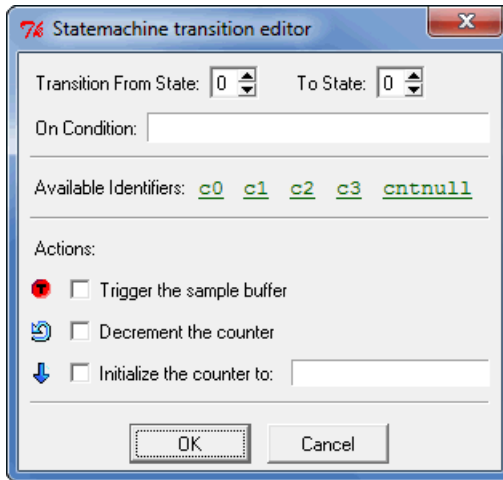 Statemachine transition editor
Transition From State: 0 To State: 0
On Condition:
Available Identifiers: c0 c1 c2 c3 cntnull
Actions:
T Trigger the sample buffer
Decrement the counter
Initialize the counter to:
OK Cancel